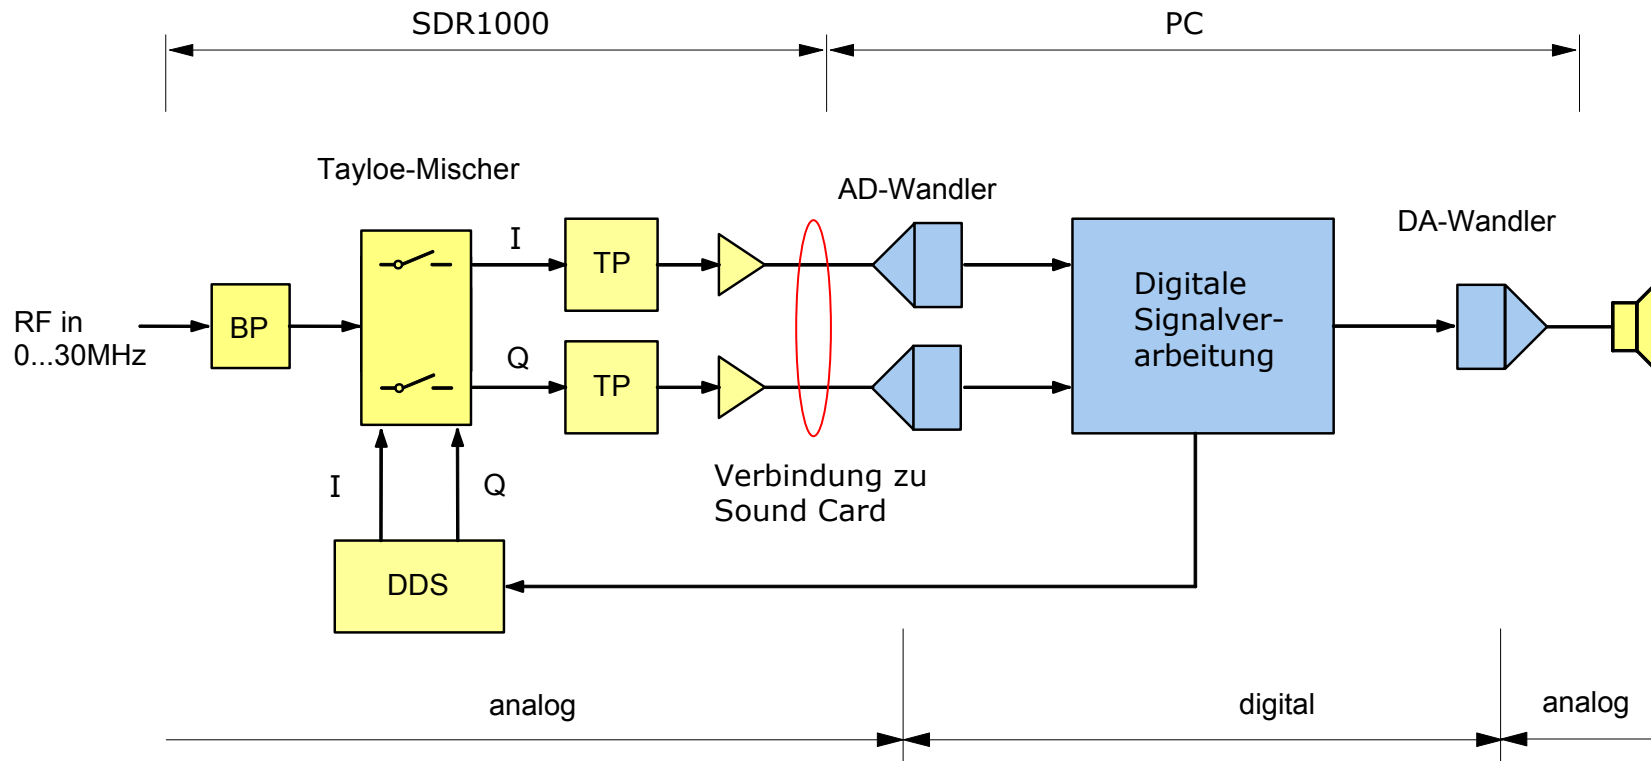 SDR1000
PC
Tayloe-Mischer
AD-Wandler
DA-Wandler
I
TP
BP
RF in
0...30MHz
Digitale
Signalver-
arbeitung
Q
TP
I
Q
Verbindung zu
Sound Card
DDS
analog
digital
analog